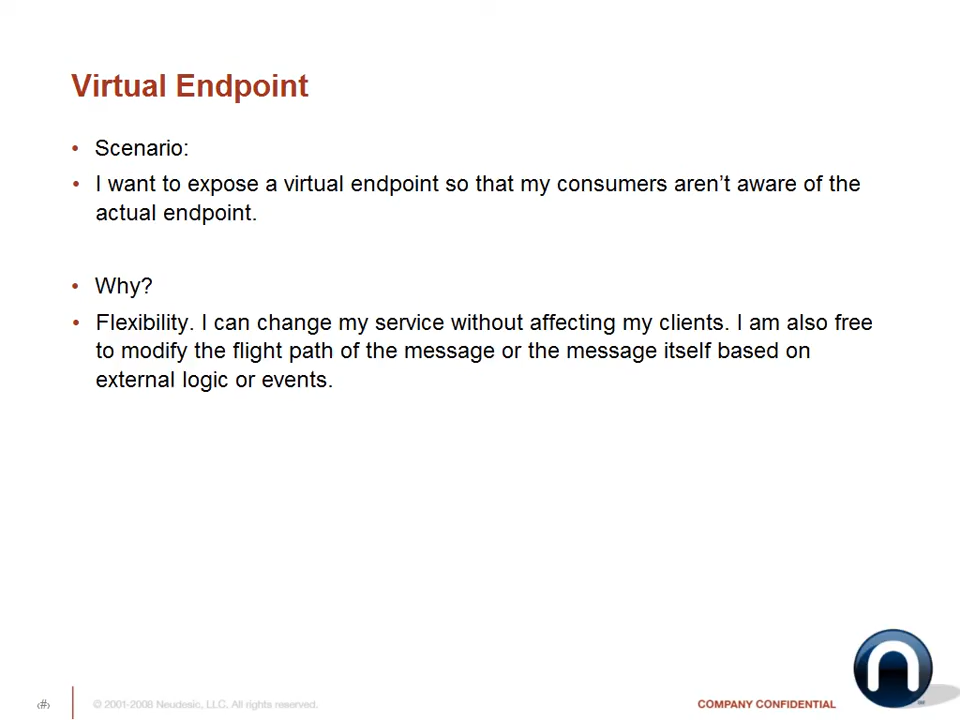 Virtual Endpoint
• Scenario:
• I want to expose a virtual endpoint so that my consumers aren’t aware of the
actual endpoint.
• Why?
• Flexibility. I can change my service without affecting my clients. I am also free
to modify the flight path of the message or the message itself based on
external logic or events.
‹#›
© 2001-2008 Neudesic, LLC. All rights reserved.
COMPANY CONFIDENTIAL
n